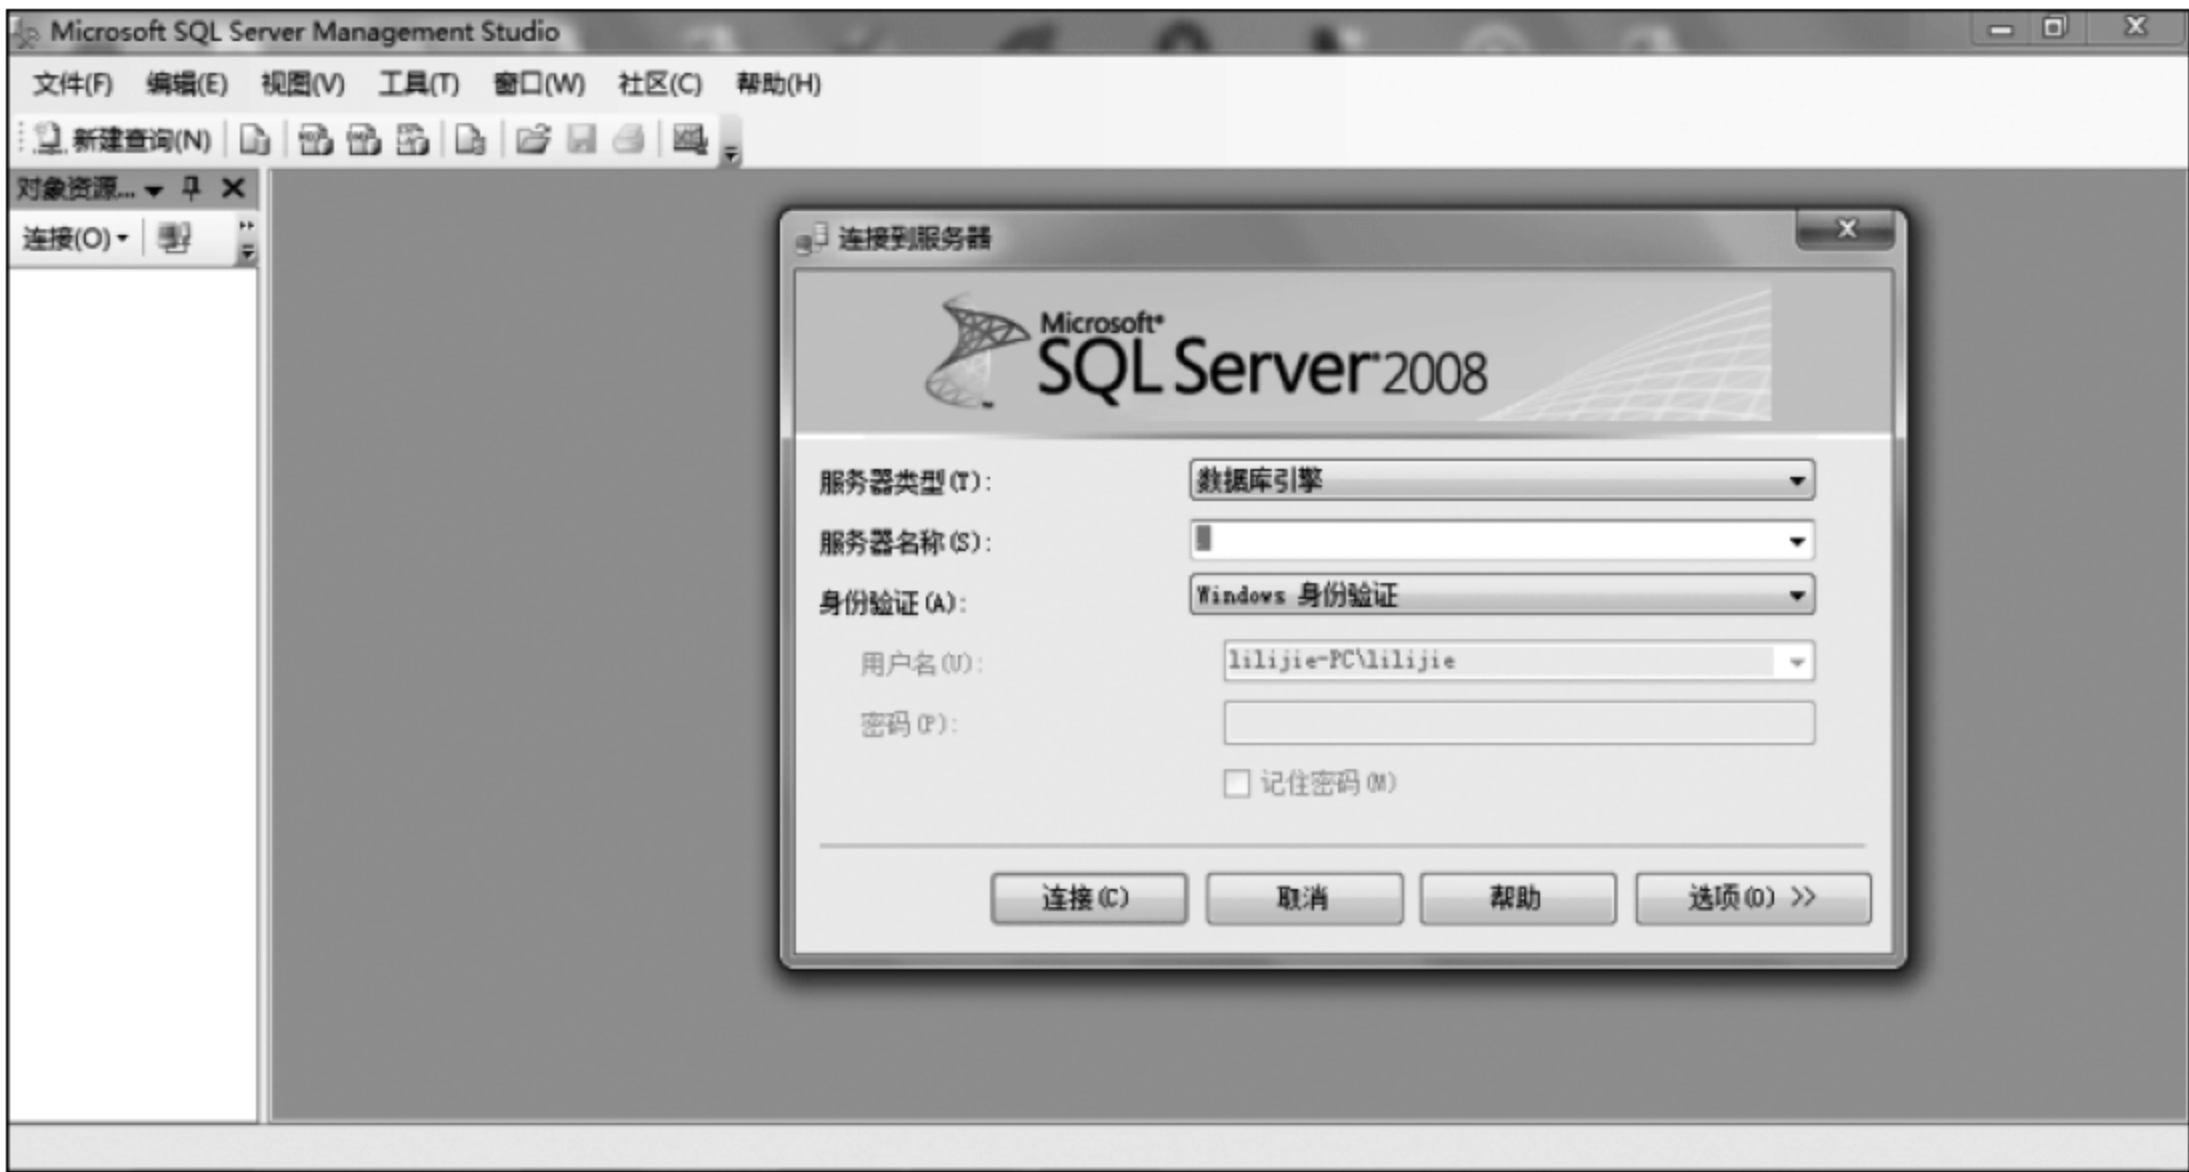 Microsoft SQL Server Management Studio
文件(F) 编辑(E) 视图(V) 工具(T) 窗口(W) 社区(C) 帮助(H)
新建查询(N)
对象资源...
连接(O)
连接到服务器
Microsoft®
SQL Server® 2008
服务器类型(T): 数据库引擎
服务器名称(S):
身份验证(A): Windows 身份验证
用户名(U): lilijie-PC\lilijie
密码(P):
记住密码(M)
连接(C) 取消 帮助 选项(O) >>